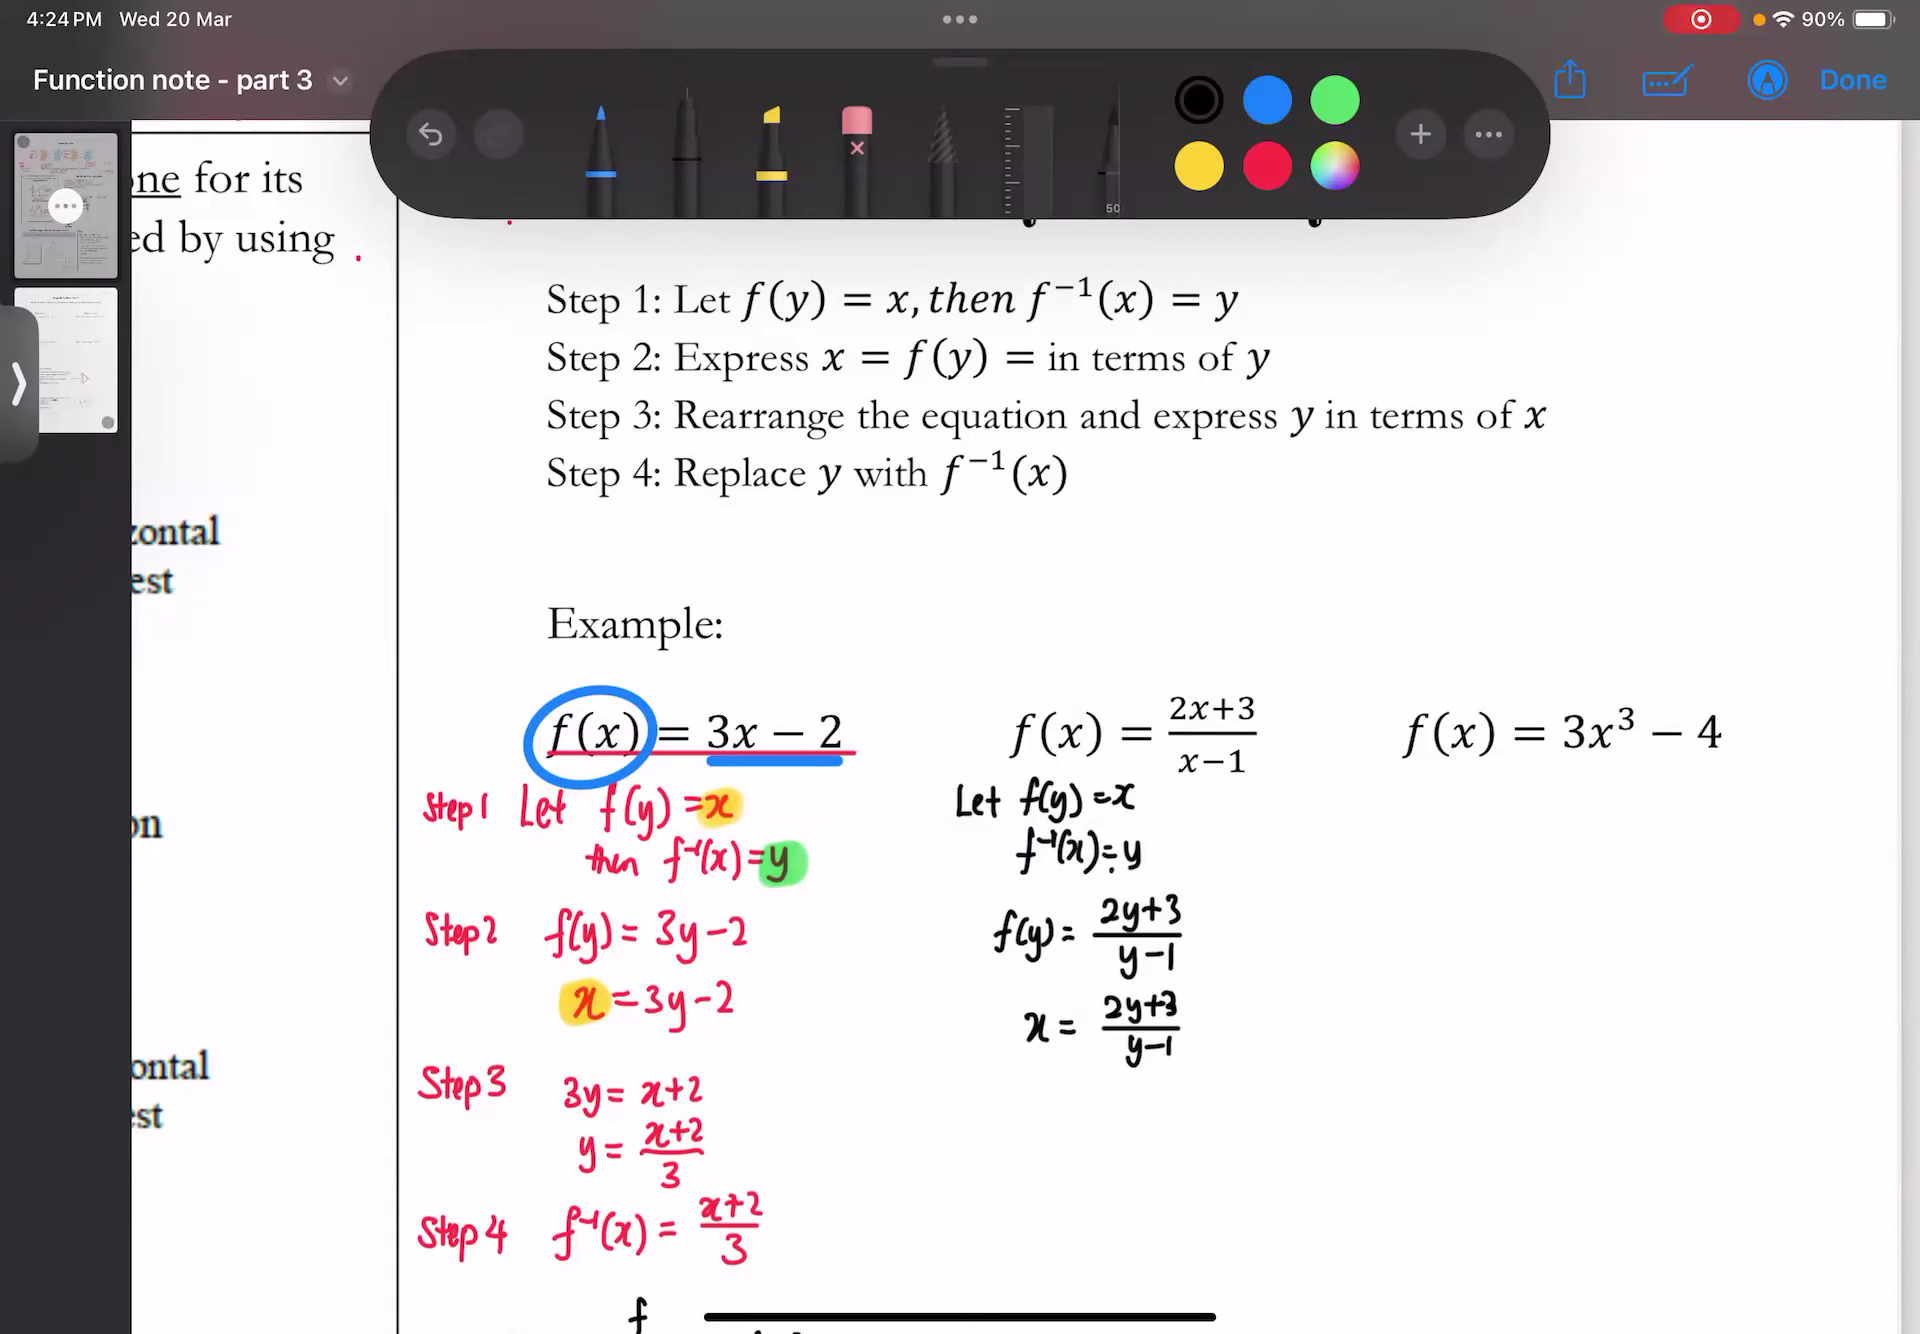 4:24 PM Wed 20 Mar
90%
Function note - part 3
Done
50
ne for its
ed by using
zontal
est
on
ontal
st
Step 1: Let f(y) = x, then f⁻¹(x) = y
Step 2: Express x = f(y) = in terms of y
Step 3: Rearrange the equation and express y in terms of x
Step 4: Replace y with f⁻¹(x)
Example:
f(x) = 3x − 2
Step 1 Let f(y) = x
then f⁻¹(x) = y
Step 2 f(y) = 3y − 2
x = 3y − 2
Step 3 3y = x + 2
y = (x+2)/3
Step 4 f⁻¹(x) = (x+2)/3
f
f(x) = (2x+3)/(x−1)
Let f(y) = x
f⁻¹(x) = y
f(y) = (2y+3)/(y−1)
x = (2y+3)/(y−1)
f(x) = 3x³ − 4